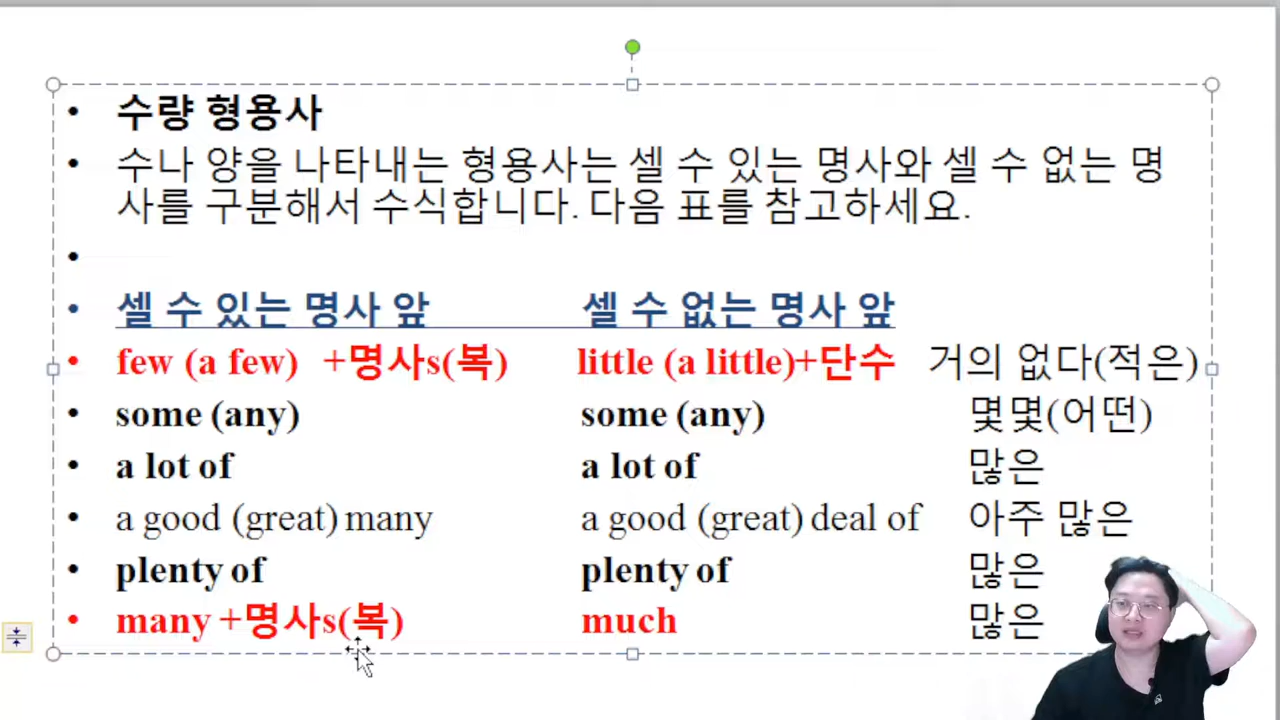 수량 형용사
수나 양을 나타내는 형용사는 셀 수 있는 명사와 셀 수 없는 명
사를 구분해서 수식합니다. 다음 표를 참고하세요.
셀 수 있는 명사 앞 셀 수 없는 명사 앞
few (a few) +명사s(복) little (a little)+단수 거의 없다(적은)
some (any) some (any) 몇몇(어떤)
a lot of a lot of 많은
a good (great) many a good (great) deal of 아주 많은
plenty of plenty of 많은
many +명사s(복) much 많은